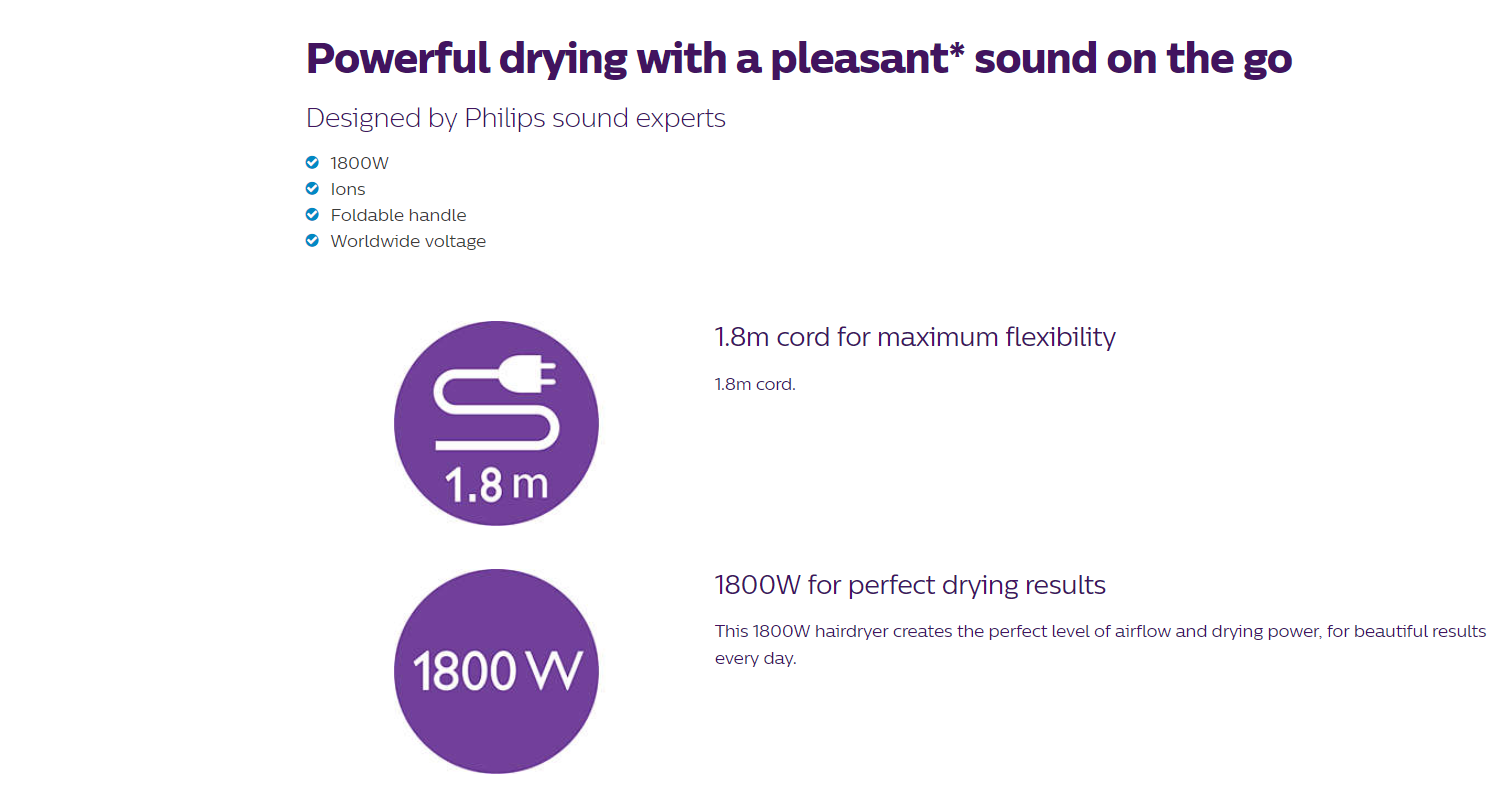 Powerful drying with a pleasant* sound on the go
Designed by Philips sound experts
1800W
Ions
Foldable handle
Worldwide voltage
1.8m cord for maximum flexibility
1.8m cord.
1.8 m
1800W for perfect drying results
This 1800W hairdryer creates the perfect level of airflow and drying power, for beautiful results
every day.
1800 W